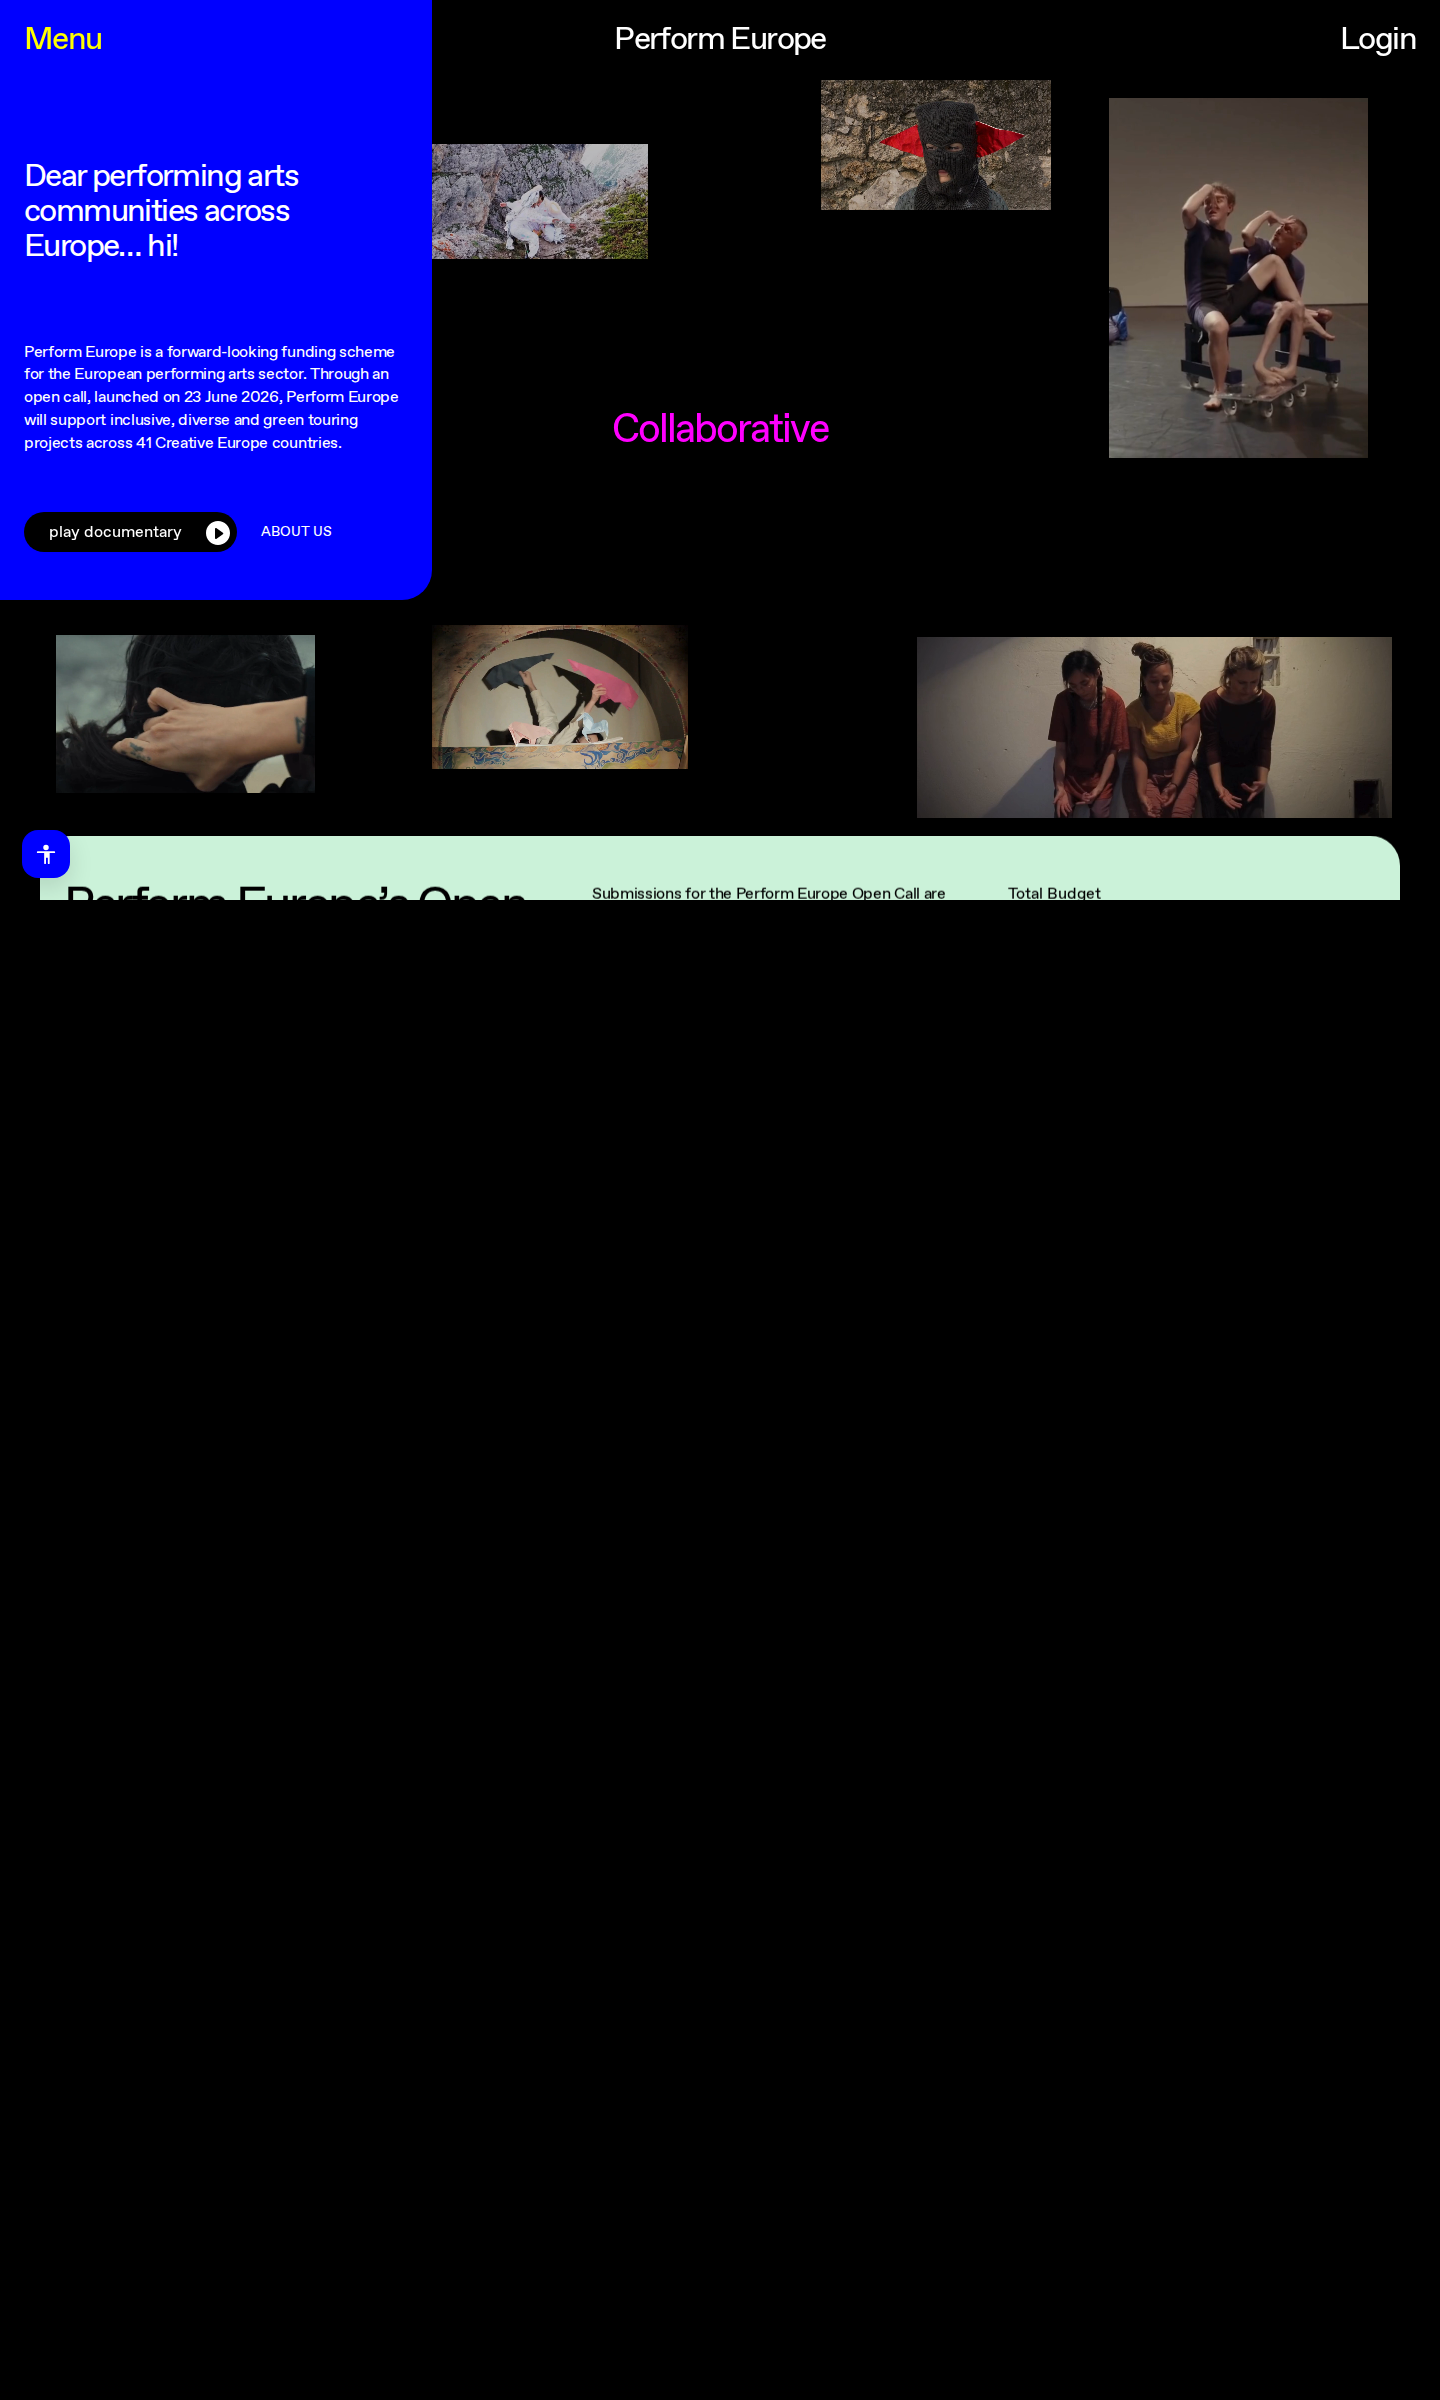 Menu
Perform Europe
Login
Dear performing arts
communities across
Europe... hi!
Perform Europe is a forward-looking funding scheme
for the European performing arts sector. Through an
open call, launched on 23 June 2026, Perform Europe
will support inclusive, diverse and green touring
projects across 41 Creative Europe countries.
Collaborative
play documentary
ABOUT US
Perform Europe’s Open
Submissions for the Perform Europe Open Call are
Total Budget